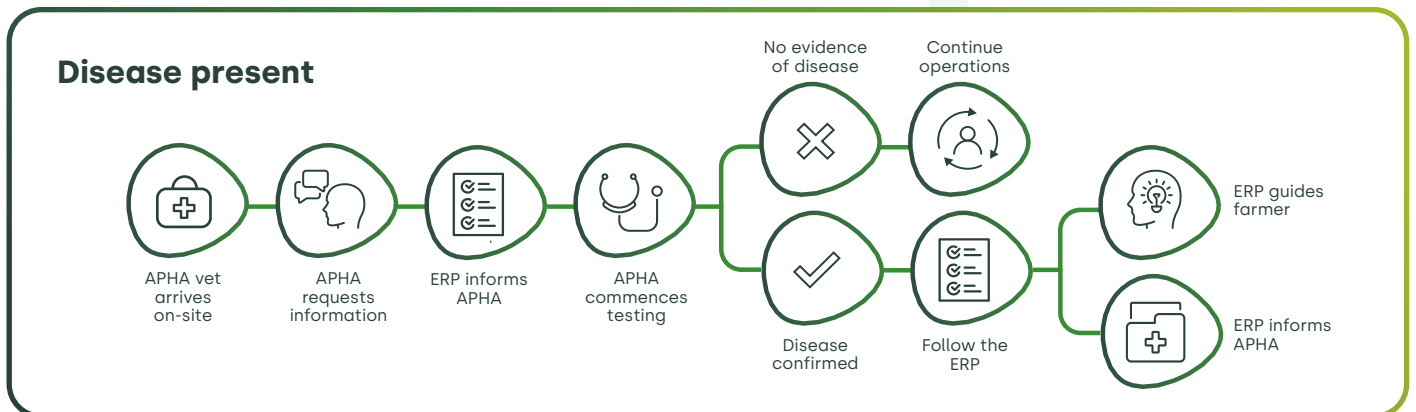 Disease present
APHA vet
arrives
on-site
APHA
requests
information
ERP informs
APHA
APHA
commences
testing
No evidence
of disease
Continue
operations
Disease
confirmed
Follow the
ERP
ERP guides
farmer
ERP informs
APHA